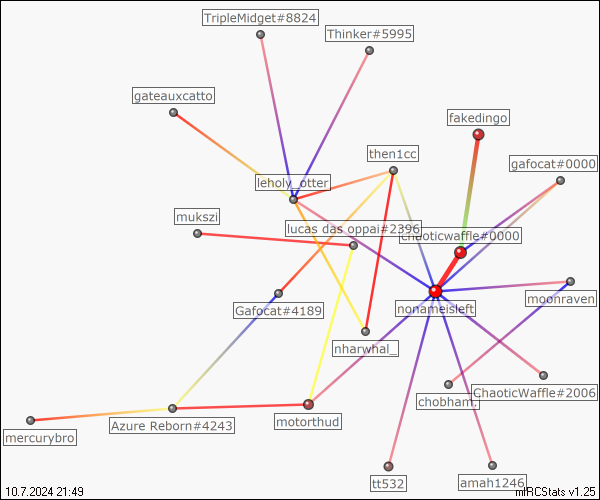 TripleMidget#8824
Thinker#5995
gateauxcatto
fakedingo
then1cc
gafocat#0000
leholy_otter
mukszi
lucas das oppai#2396
chaoticwaffle#0000
moonraven
Gafocat#4189
nonameisleft
nharwhal_
ChaoticWaffle#2006
chobham.
motorthud
Azure Reborn#4243
mercurybro
tt532
amah1246
10.7.2024 21:49
mIRCStats v1.25